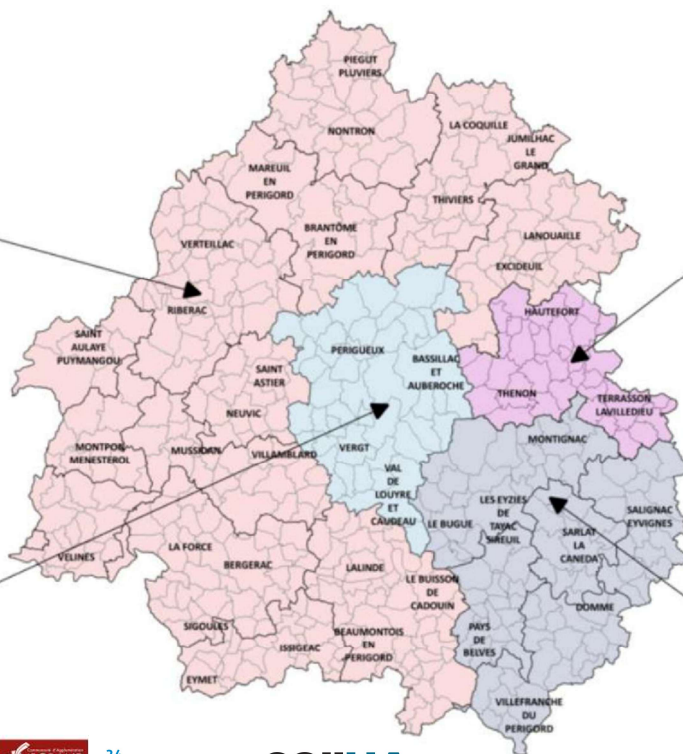 PIEGUT
PLUVIERS
NONTRON
LA COQUILLE
JUMILHAC
LE
GRAND
MAREUIL
EN
PERIGORD
THIVIERS
BRANTÔME
EN
PERIGORD
VERTEILLAC
LANOUAILLE
EXCIDEUIL
RIBERAC
HAUTEFORT
SAINT
AULAYE
PUYMANGOU
PERIGUEUX
BASSILLAC
ET
AUBEROCHE
SAINT
ASTIER
THENON
TERRASSON
LAVILLEDIEU
NEUVIC
MONTIGNAC
MONTPON
MENESTEROL
MUSSIDAN
VILLAMBLARD
VERGT
VAL
DE
LOUYRE
ET
CAUDEAU
LES EYZIES
DE
TAYAC
SIREUIL
LE BUGUE
SALIGNAC
EYVIGNES
SARLAT
LA
CANEDA
VELINES
LA FORCE
BERGERAC
LALINDE
LE BUISSON
DE
CADOUIN
DOMME
SIGOULES
ISSIGEAC
BEAUMONTOIS
EN
PERIGORD
PAYS
DE
BELVES
EYMET
VILLEFRANCHE
DU
PERIGORD